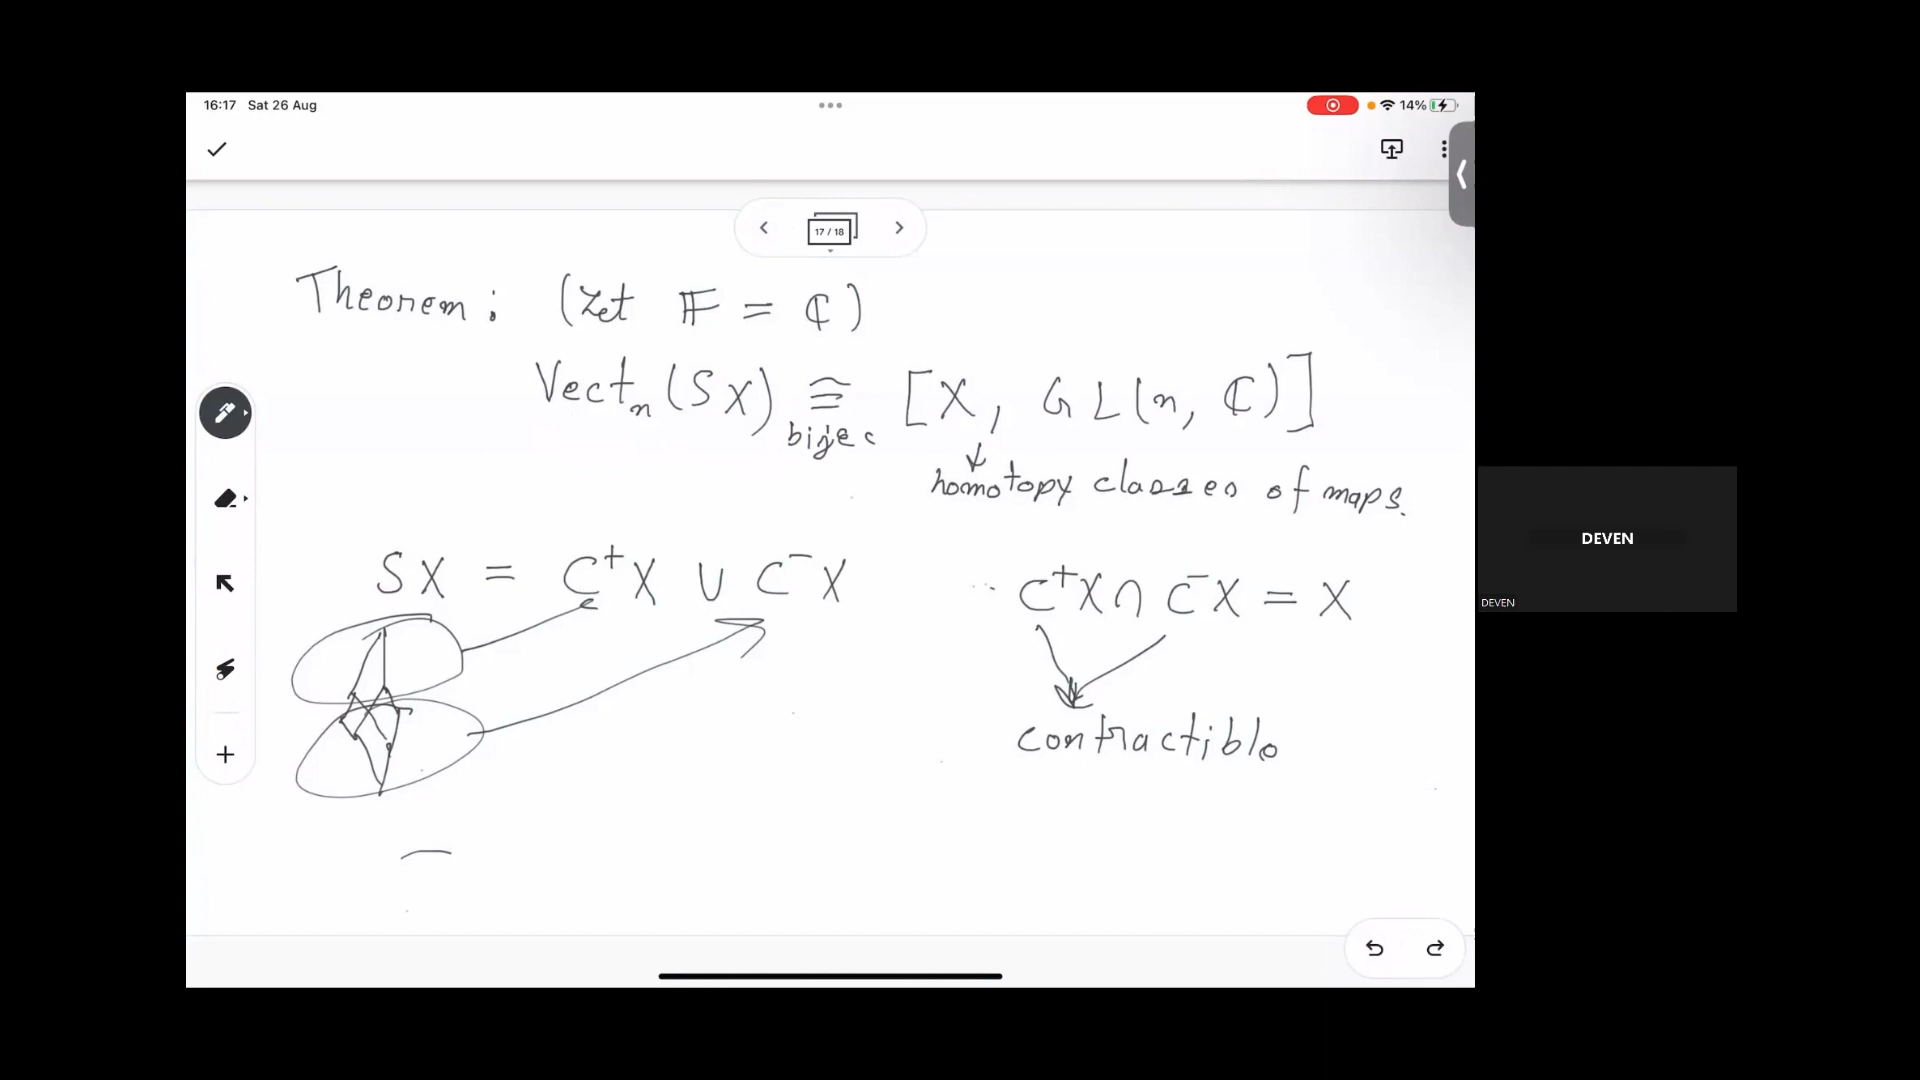 16:17 Sat 26 Aug
14%
17 / 18
Theorem : (Let 𝔽 = ℂ)
Vectₙ (SX) ≅ [X, GL(n, ℂ)]
bijec
homotopy classes of maps.
SX = C⁺X ∪ C⁻X
∵ C⁺X ∩ C⁻X = X
contractible
DEVEN
DEVEN